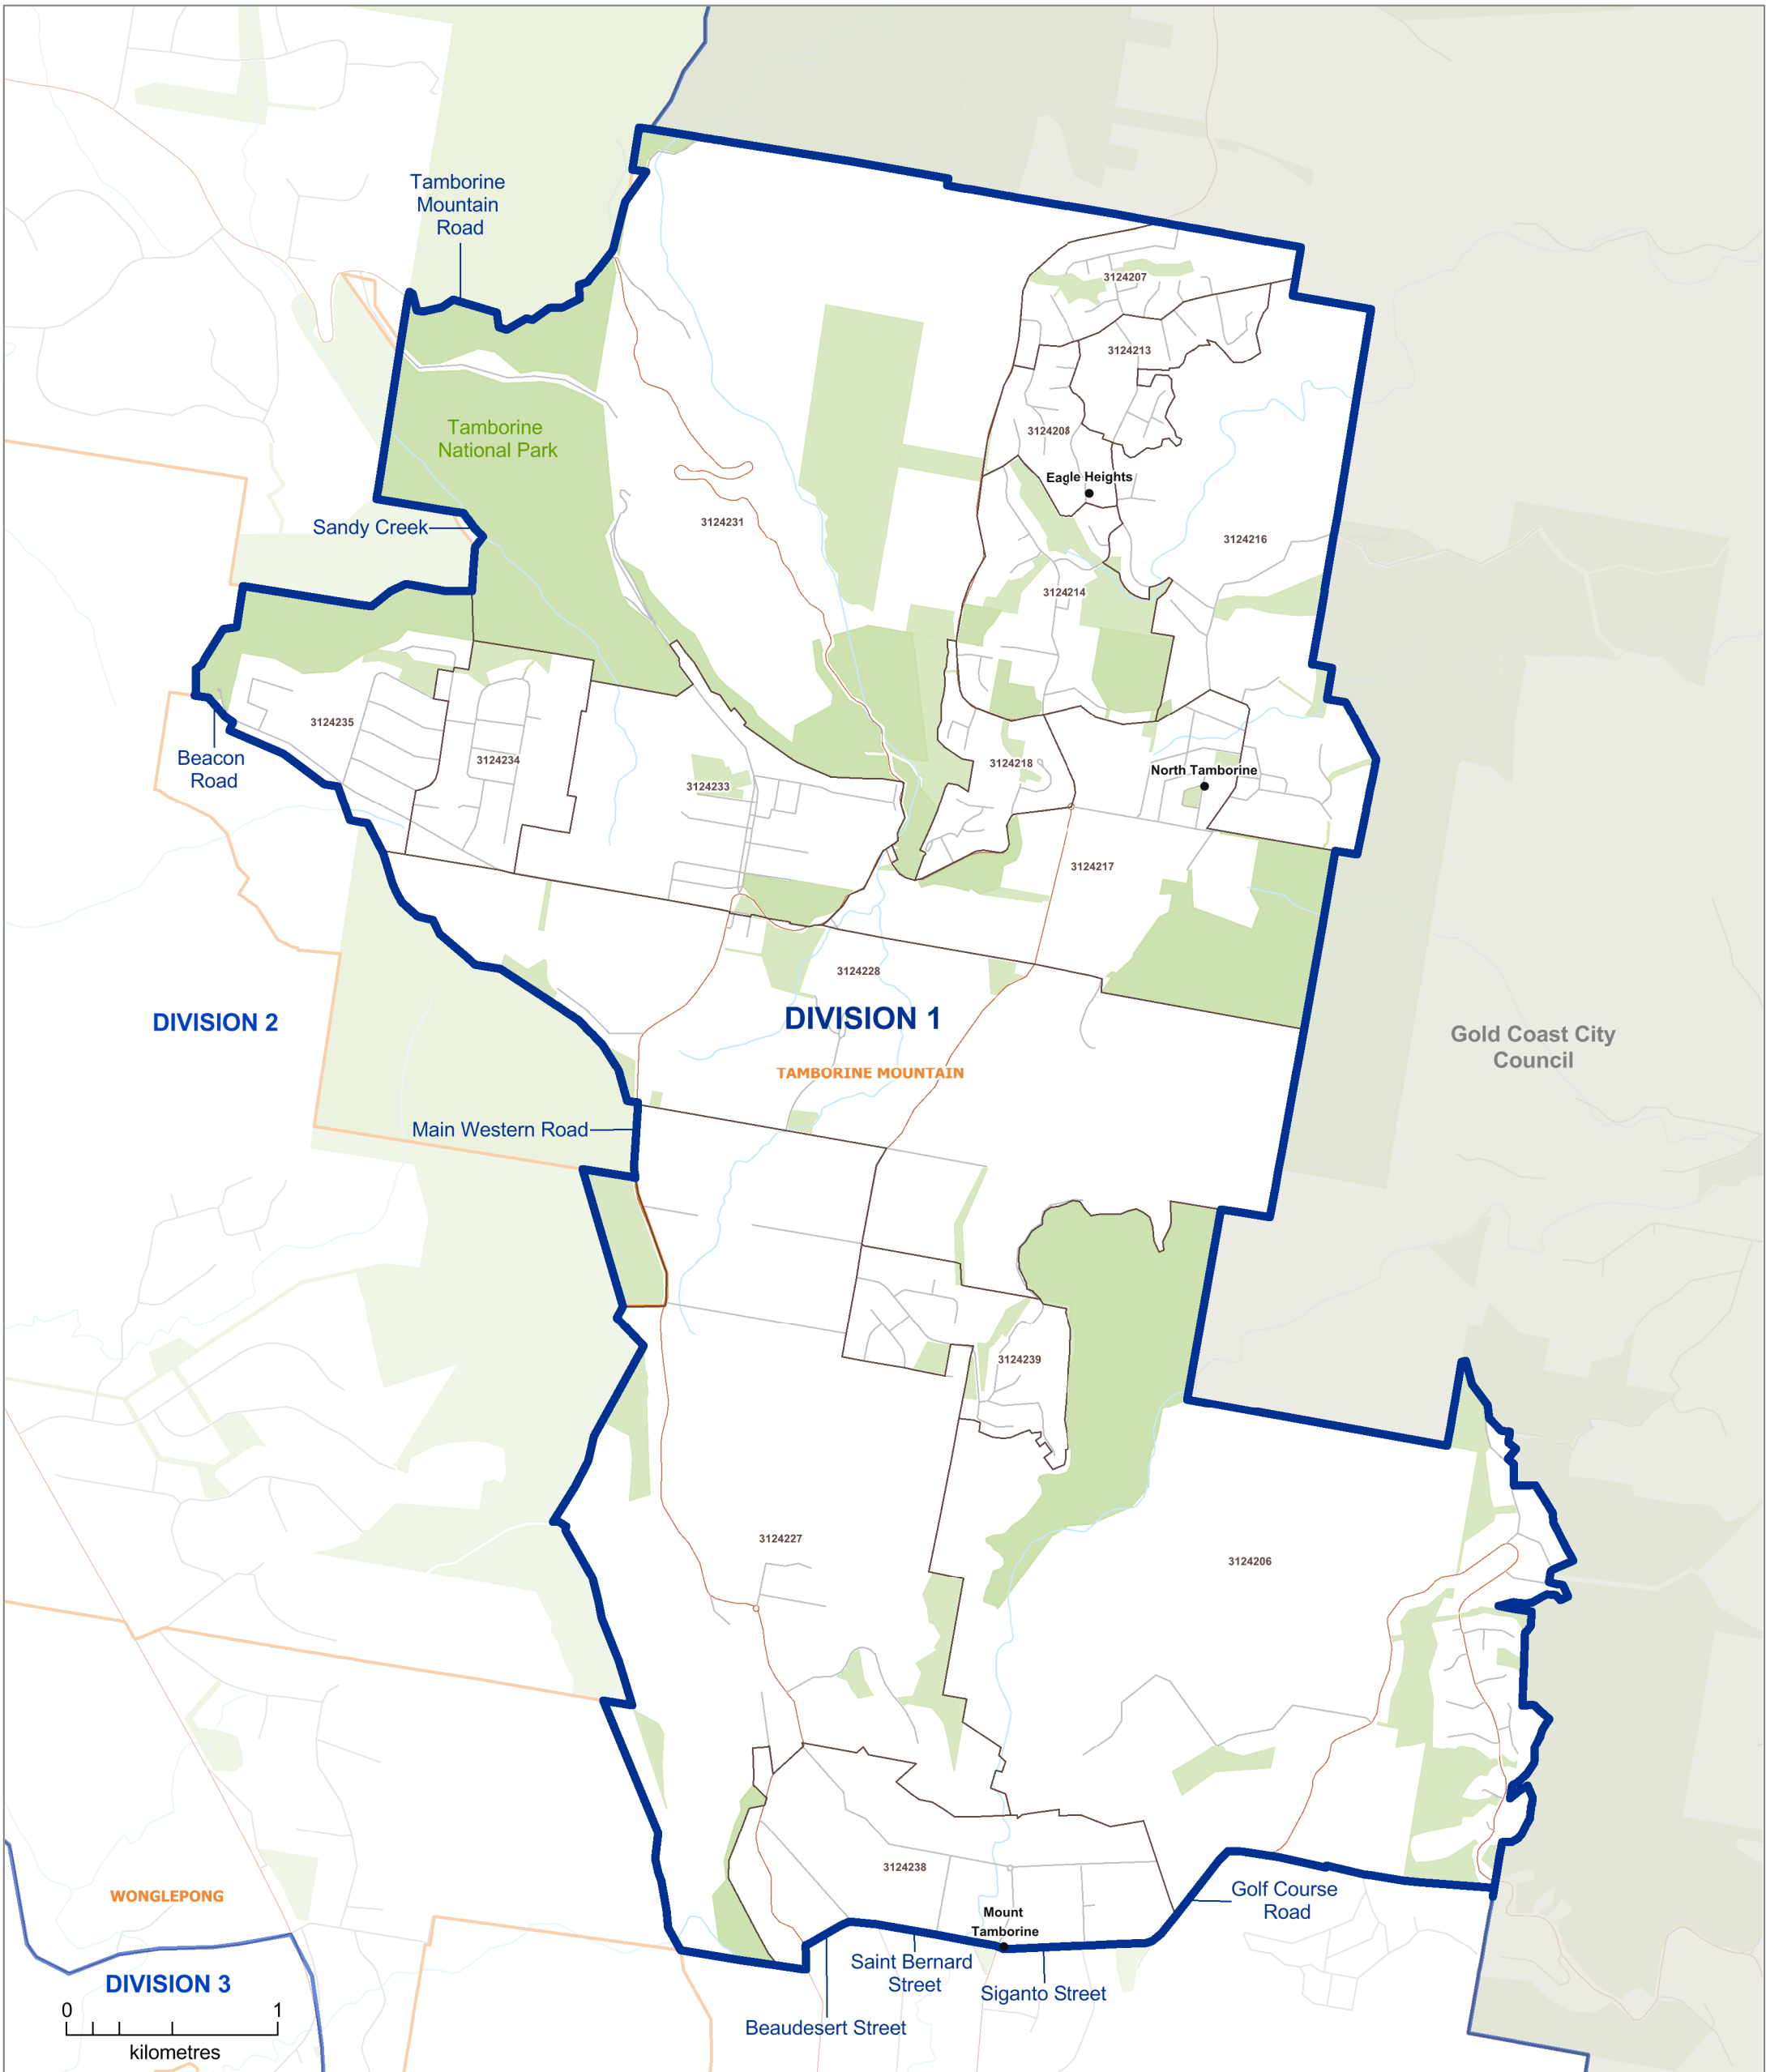 Tamborine
Mountain
Road
3124207
3124213
3124208
Tamborine
National Park
Eagle Heights
3124231
Sandy Creek
3124216
3124214
3124235
Beacon
Road
3124234
3124233
3124218
North Tamborine
3124217
3124228
DIVISION 2
DIVISION 1
Gold Coast City
Council
TAMBORINE MOUNTAIN
Main Western Road
3124239
3124227
3124206
3124238
WONGLEPONG
Golf Course
Road
Mount
Tamborine
Saint Bernard
Street
Siganto Street
DIVISION 3
Beaudesert Street
0 1
kilometres